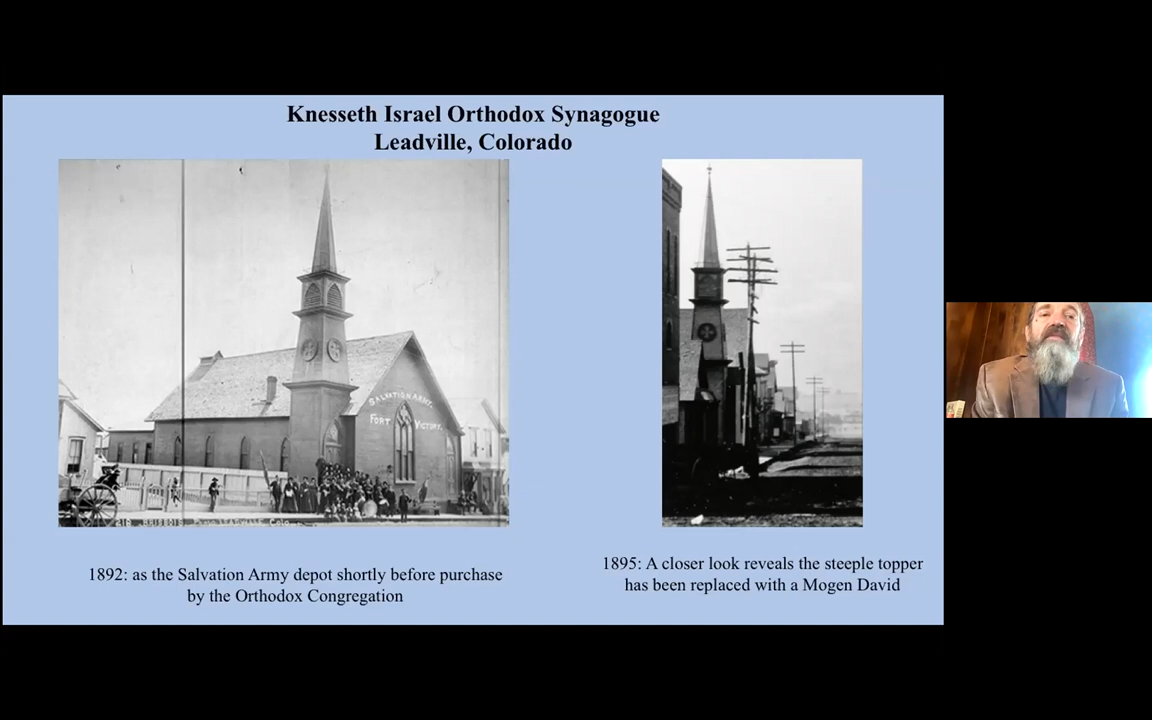 Knesseth Israel Orthodox Synagogue
Leadville, Colorado
SALVATION ARMY.
FORT VICTORY.
1892: as the Salvation Army depot shortly before purchase
by the Orthodox Congregation
1895: A closer look reveals the steeple topper
has been replaced with a Mogen David